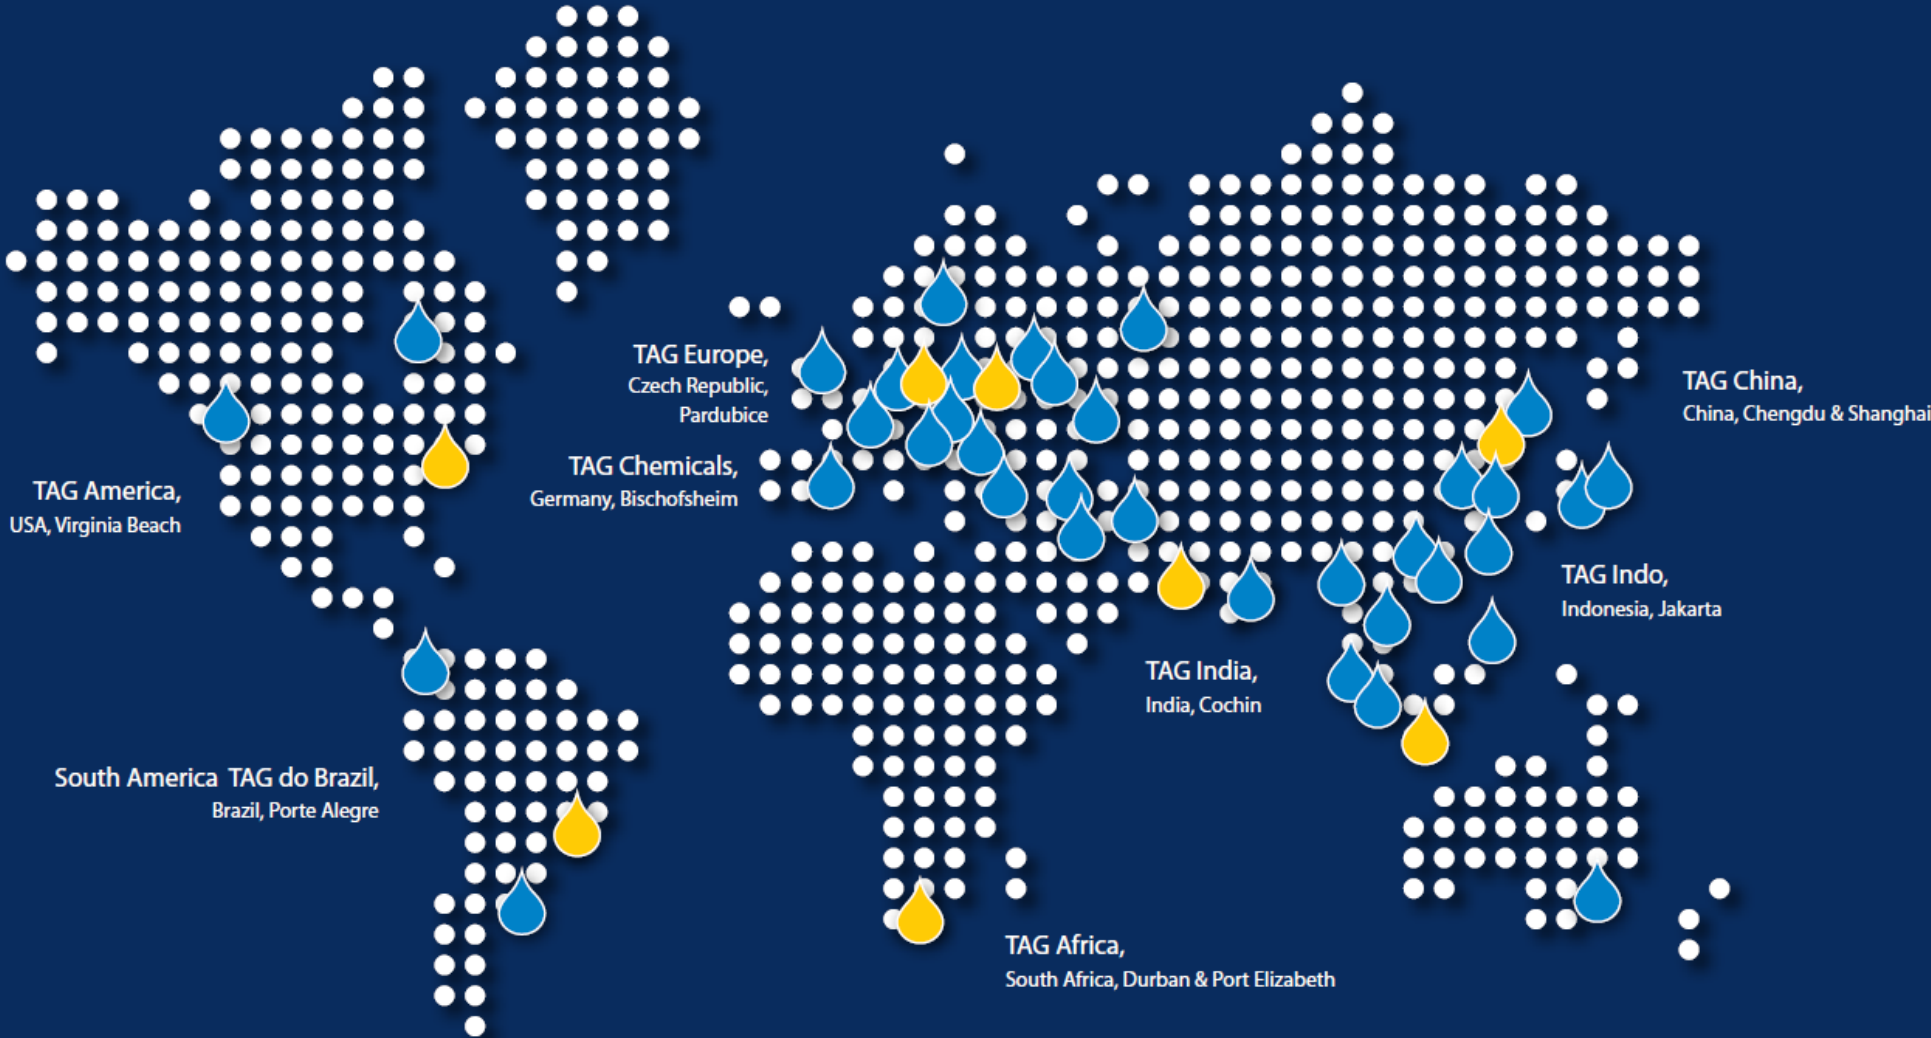 TAG Europe,
Czech Republic,
Pardubice
TAG China,
China, Chengdu & Shanghai
TAG Chemicals,
Germany, Bischofsheim
TAG America,
USA, Virginia Beach
TAG Indo,
Indonesia, Jakarta
TAG India,
India, Cochin
South America TAG do Brazil,
Brazil, Porte Alegre
TAG Africa,
South Africa, Durban & Port Elizabeth